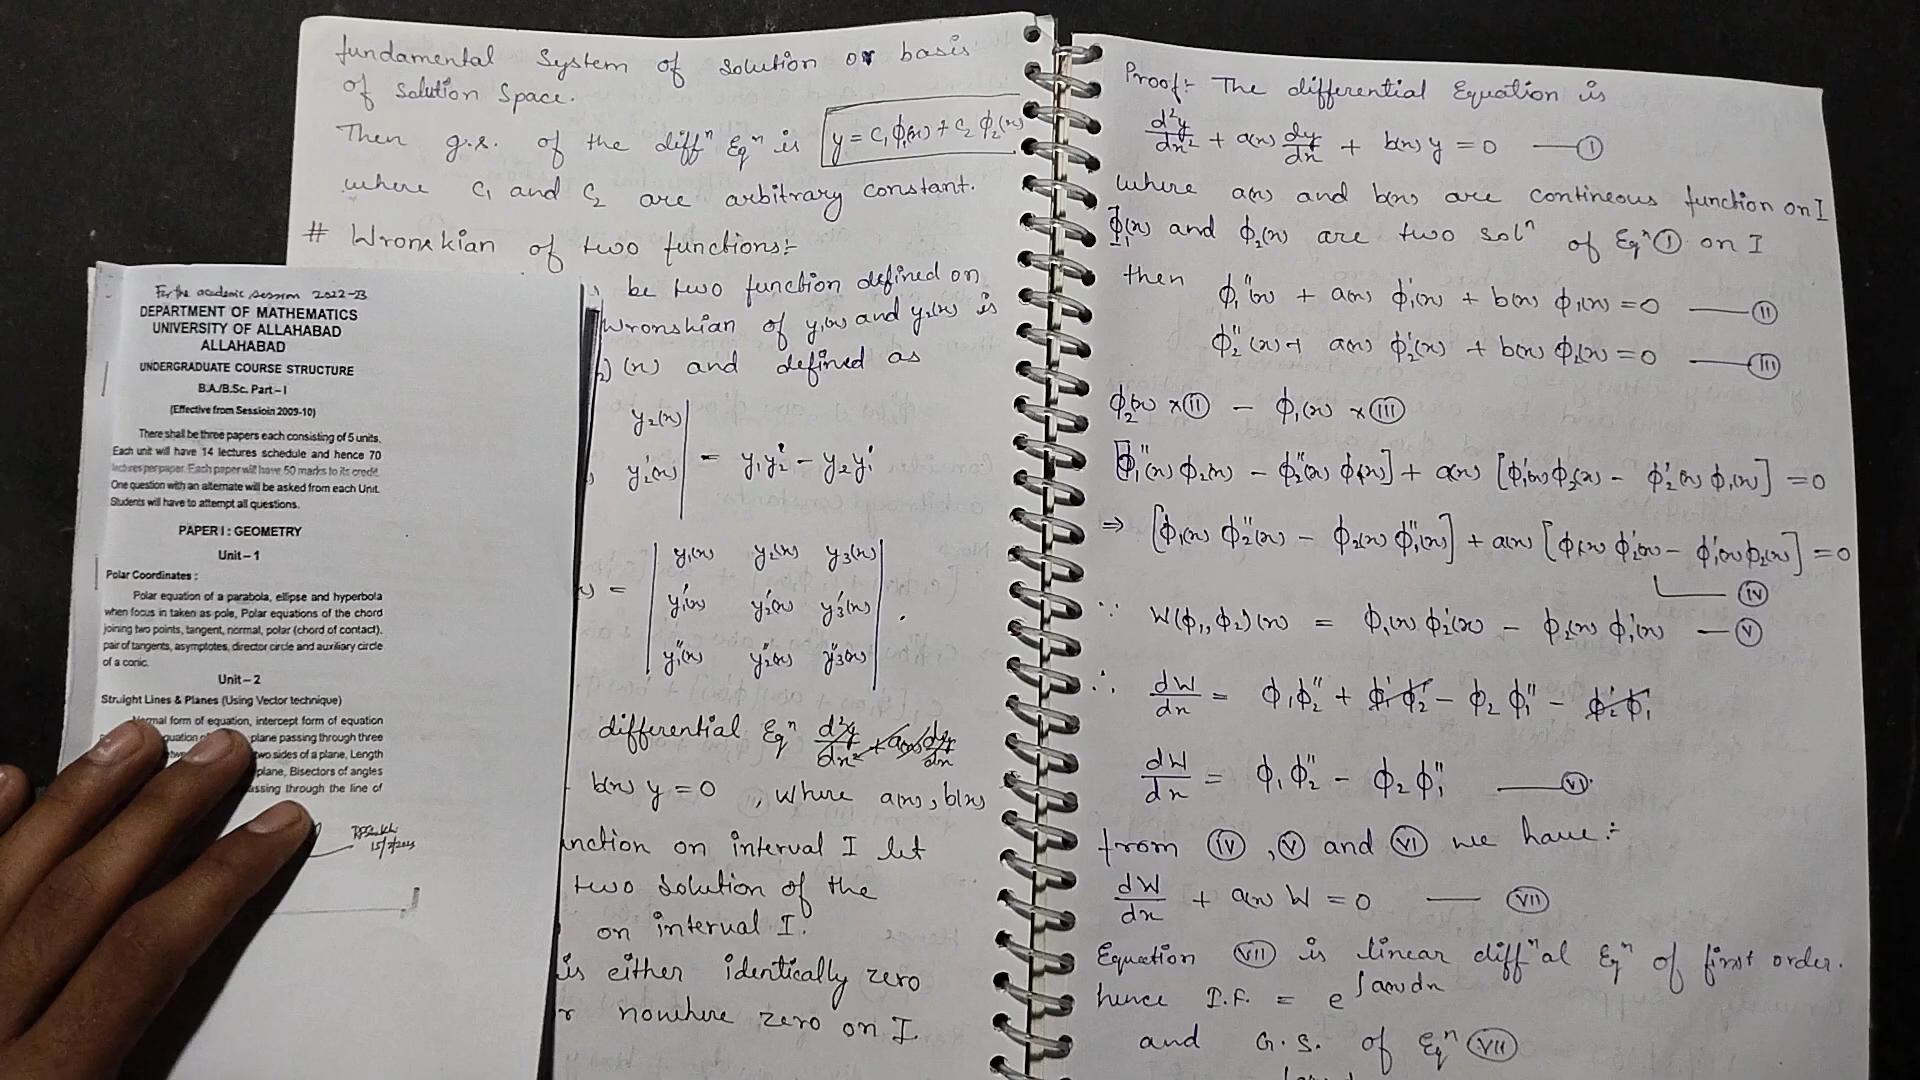 fundamental System of solution or basis
of solution Space.
Then g.s. of the diffⁿ Eqⁿ is y = C₁ϕ₁(x) + C₂ ϕ₂(x)
where C₁ and C₂ are arbitrary constant.
# Wronskian of two functions:-
be two function defined on
Wronskian of y₁(x) and y₂(x) is
(x) and defined as
y₂(x)
y₂'(x) = y₁y₂' - y₂y₁'
= y₁(x) y₂(x) y₃(x)
y₁'(x) y₂'(x) y₃'(x)
y₁''(x) y₂''(x) y₃''(x)
differential Eqⁿ d²y/dx² + a(x) dy/dx
b(x) y = 0 , where a(x), b(x)
unction on interval I let
two solution of the
on interval I.
is either identically zero
r nowhere zero on I
For the academic session 2022-23
DEPARTMENT OF MATHEMATICS
UNIVERSITY OF ALLAHABAD
ALLAHABAD
UNDERGRADUATE COURSE STRUCTURE
B.A./B.Sc. Part – I
(Effective from Sessioin 2009-10)
There shall be three papers each consisting of 5 units.
Each unit will have 14 lectures schedule and hence 70
lectures per paper. Each paper will have 50 marks to its credit.
One question with an alternate will be asked from each Unit.
Students will have to attempt all questions.
PAPER I : GEOMETRY
Unit – 1
Polar Coordinates :
Polar equation of a parabola, ellipse and hyperbola
when focus in taken as pole, Polar equations of the chord
joining two points, tangent, normal, polar (chord of contact),
pair of tangents, asymptotes, director circle and auxiliary circle
of a conic.
Unit – 2
Straight Lines & Planes (Using Vector technique)
Normal form of equation, intercept form of equation
plane passing through three
two sides of a plane, Length
plane, Bisectors of angles
assing through the line of
Proof:- The differential Equation is
d²y/dx² + a(x) dy/dx + b(x) y = 0 — Ⓘ
where a(x) and b(x) are contineous function on I
ϕ₁(x) and ϕ₂(x) are two solⁿ of Eqⁿ Ⓘ on I
then ϕ₁''(x) + a(x) ϕ₁'(x) + b(x) ϕ₁(x) = 0 — (II)
ϕ₂''(x) + a(x) ϕ₂'(x) + b(x) ϕ₂(x) = 0 — (III)
ϕ₂(x) × (II) - ϕ₁(x) × (III)
[ϕ₁''(x) ϕ₂(x) - ϕ₂''(x) ϕ₁(x)] + a(x) [ϕ₁'(x) ϕ₂(x) - ϕ₂'(x) ϕ₁(x)] = 0
⇒ [ϕ₁(x) ϕ₂''(x) - ϕ₂(x) ϕ₁''(x)] + a(x) [ϕ₁(x) ϕ₂'(x) - ϕ₁'(x) ϕ₂(x)] = 0
(IV)
∵ W(ϕ₁, ϕ₂)(x) = ϕ₁(x) ϕ₂'(x) - ϕ₂(x) ϕ₁'(x) — (V)
∴ dW/dx = ϕ₁ϕ₂'' + ϕ₁'ϕ₂' - ϕ₂ ϕ₁'' - ϕ₂'ϕ₁'
dW/dx = ϕ₁ ϕ₂'' - ϕ₂ ϕ₁'' — (VI)
from (IV), (V) and (VI) we have:-
dW/dx + a(x) W = 0 — (VII)
Equation (VII) is linear diffⁿal Eqⁿ of first order.
hence I.F. = e^∫a(x)dx
and G.S. of Eqⁿ (VII)